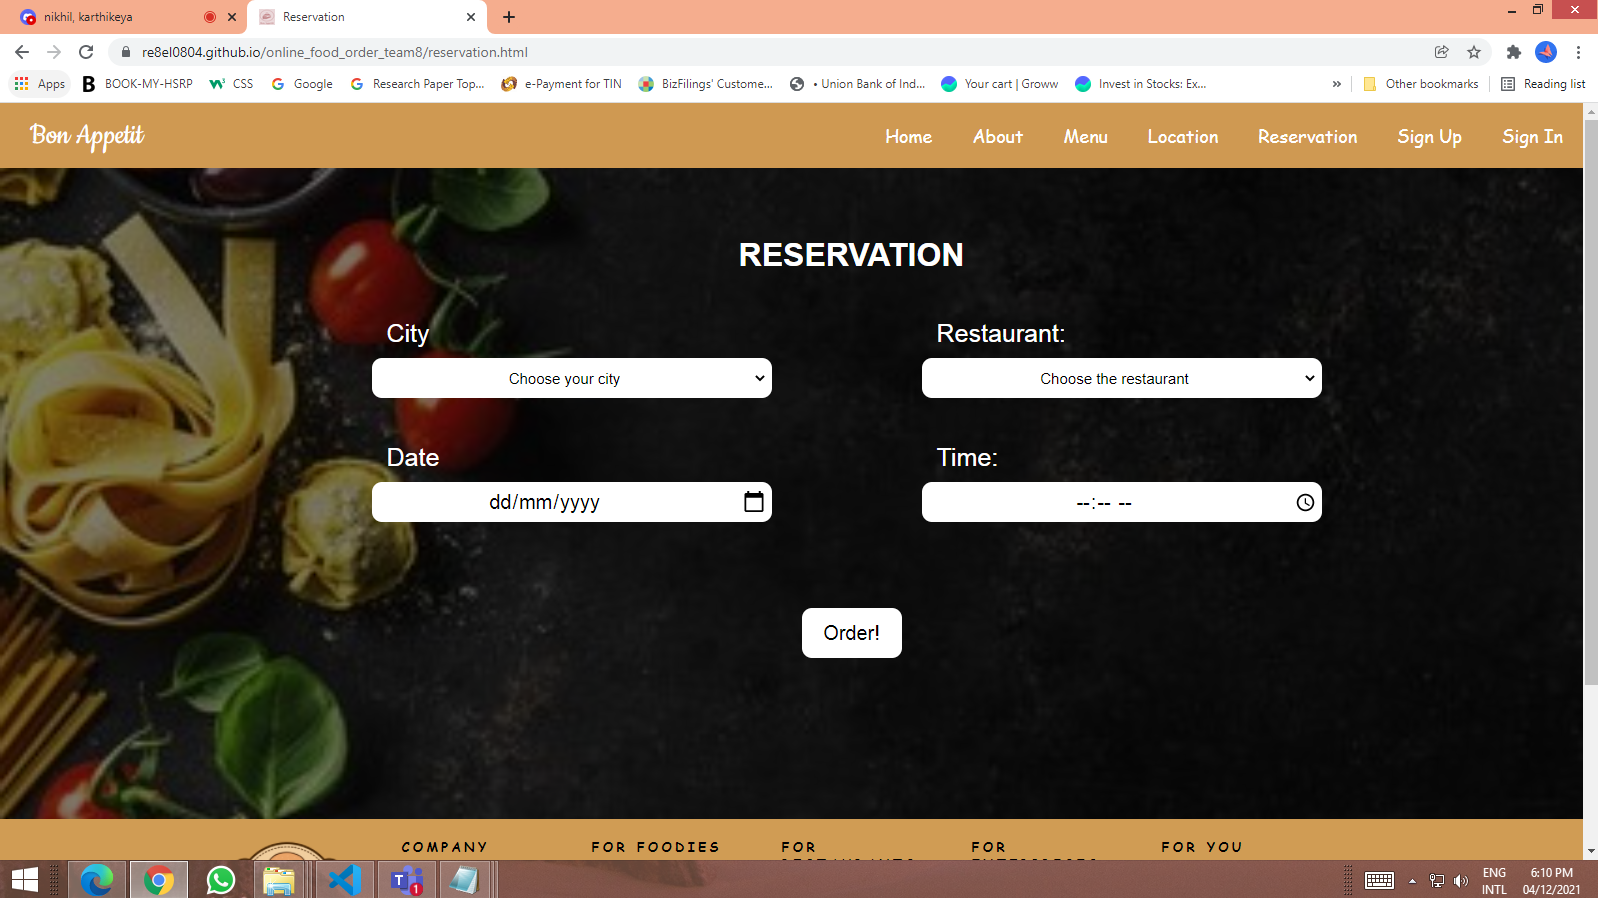 nikhil, karthikeya
Reservation
re8el0804.github.io/online_food_order_team8/reservation.html
Apps
BOOK-MY-HSRP
CSS
Google
Research Paper Top...
e-Payment for TIN
BizFilings' Custome...
• Union Bank of Ind...
Your cart | Groww
Invest in Stocks: Ex...
»
Other bookmarks
Reading list
Bon Appetit
Home
About
Menu
Location
Reservation
Sign Up
Sign In
RESERVATION
City
Restaurant:
Choose your city
Choose the restaurant
Date
Time:
dd/mm/yyyy
--:-- --
Order!
COMPANY
FOR FOODIES
FOR
FOR
FOR YOU
1
ENG
INTL
6:10 PM
04/12/2021